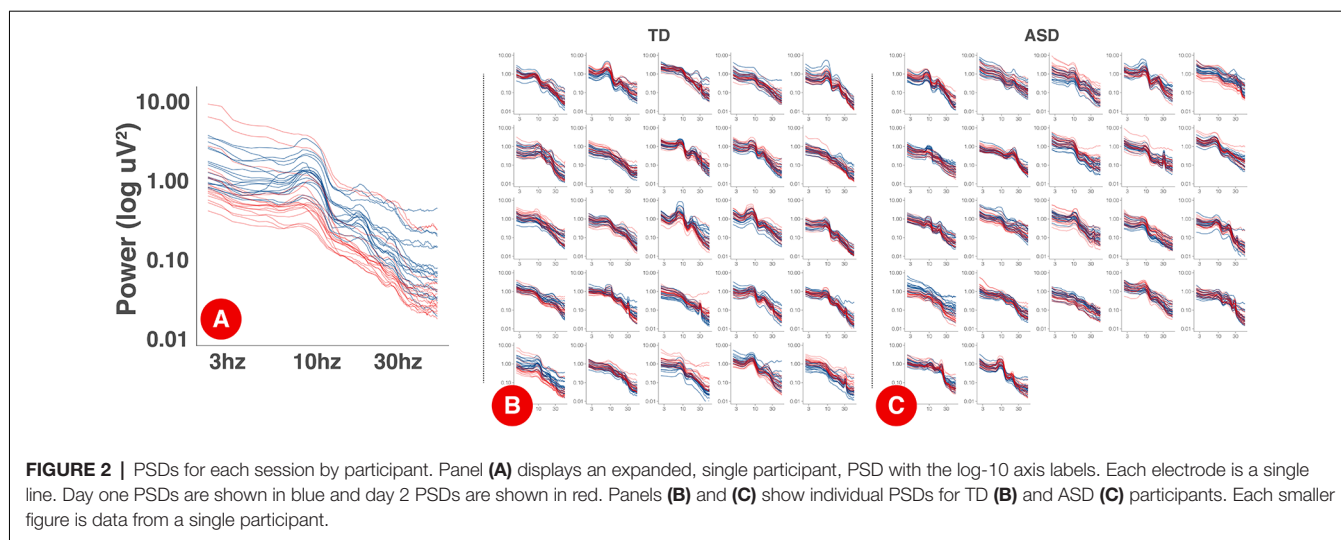 TD
ASD
10.00
1.00
0.10
0.01
Power (log uV²)
3hz 10hz 30hz
A
B
C
FIGURE 2 | PSDs for each session by participant. Panel (A) displays an expanded, single participant, PSD with the log-10 axis labels. Each electrode is a single
line. Day one PSDs are shown in blue and day 2 PSDs are shown in red. Panels (B) and (C) show individual PSDs for TD (B) and ASD (C) participants. Each smaller
figure is data from a single participant.